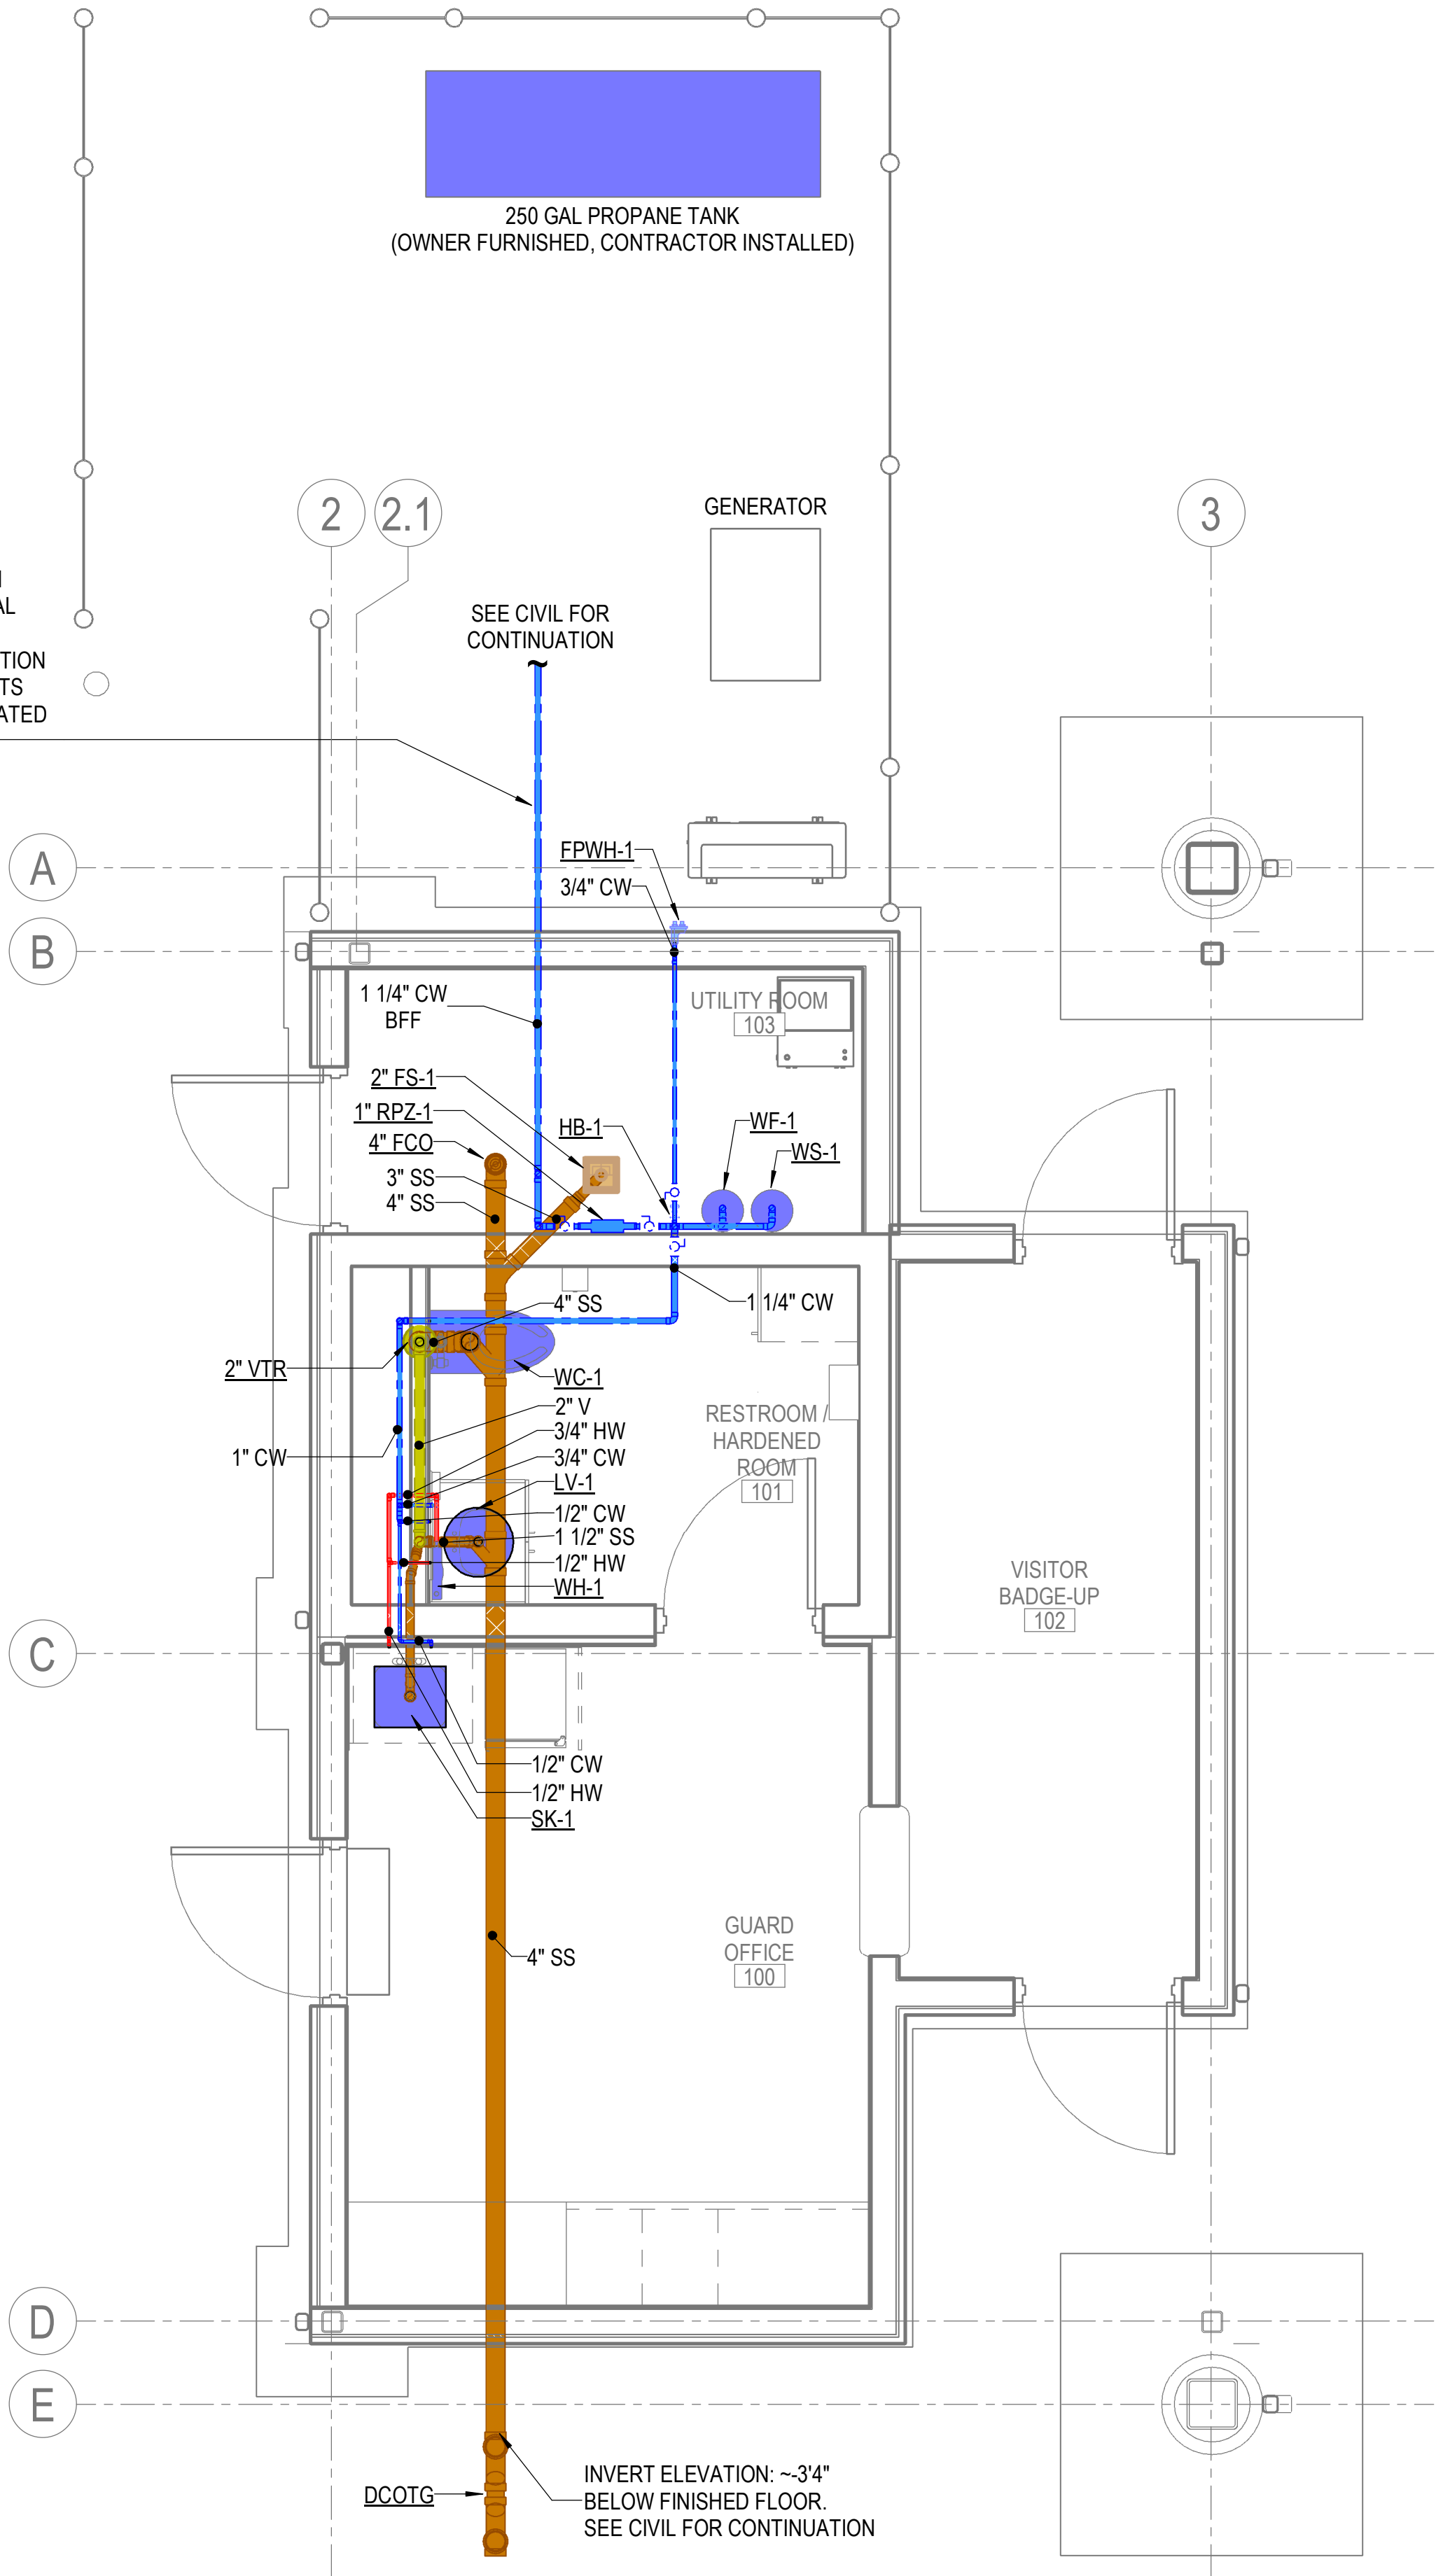 250 GAL PROPANE TANK
(OWNER FURNISHED, CONTRACTOR INSTALLED)
2
2.1
3
GENERATOR
SEE CIVIL FOR
CONTINUATION
A
B
FPWH-1
3/4" CW
1 1/4" CW
BFF
UTILITY ROOM
103
2" FS-1
1" RPZ-1
4" FCO
3" SS
4" SS
HB-1
WF-1
WS-1
4" SS
1 1/4" CW
2" VTR
WC-1
2" V
3/4" HW
3/4" CW
1" CW
LV-1
1/2" CW
1 1/2" SS
1/2" HW
WH-1
RESTROOM /
HARDENED
ROOM
101
VISITOR
BADGE-UP
102
C
1/2" CW
1/2" HW
SK-1
GUARD
OFFICE
100
4" SS
D
E
DCOTG
INVERT ELEVATION: ~-3'4"
BELOW FINISHED FLOOR.
SEE CIVIL FOR CONTINUATION